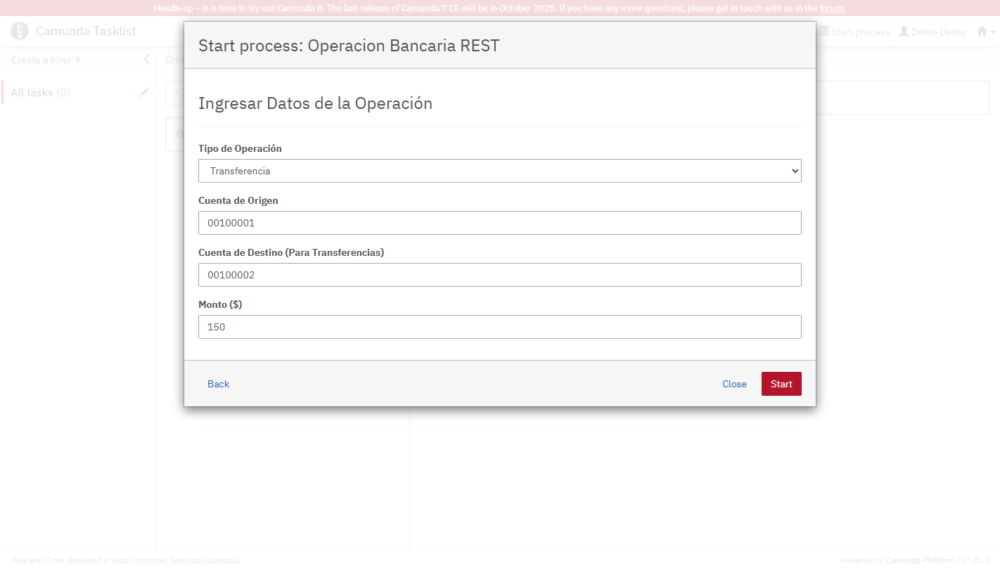 Heads-up – it is time to try out Camunda 8. The last release of Camunda 7 CE will be in October 2025. If you have any more questions, please get in touch with us in the forum.
Camunda Tasklist
Start process
Demo Demo
Start process: Operacion Bancaria REST
Create a filter +
All tasks (0)
Ingresar Datos de la Operación
Tipo de Operación
Transferencia
Cuenta de Origen
00100001
Cuenta de Destino (Para Transferencias)
00100002
Monto ($)
150
Back
Close
Start
Date and Time displayed in local timezone: America/Guayaquil
Powered by Camunda Platform / v7.21.0